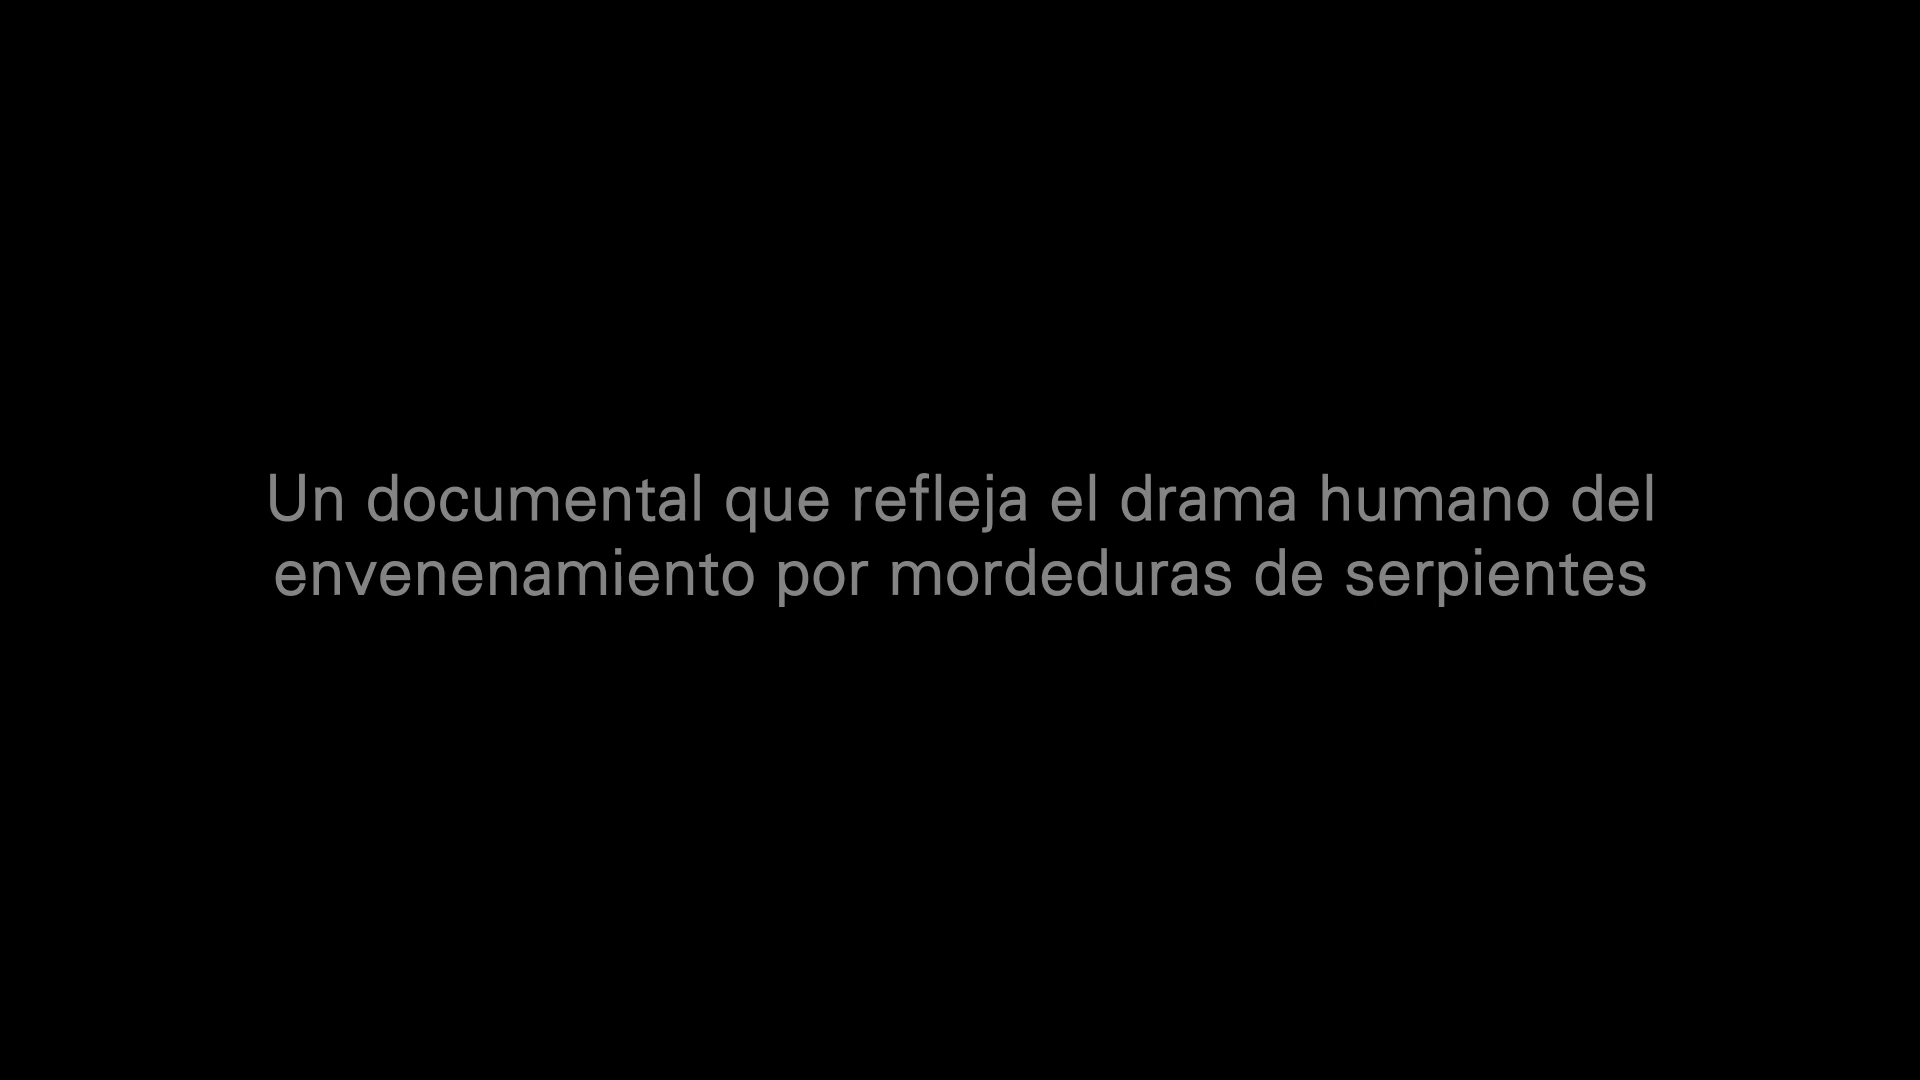 Un documental que refleja el drama humano del
envenenamiento por mordeduras de serpientes